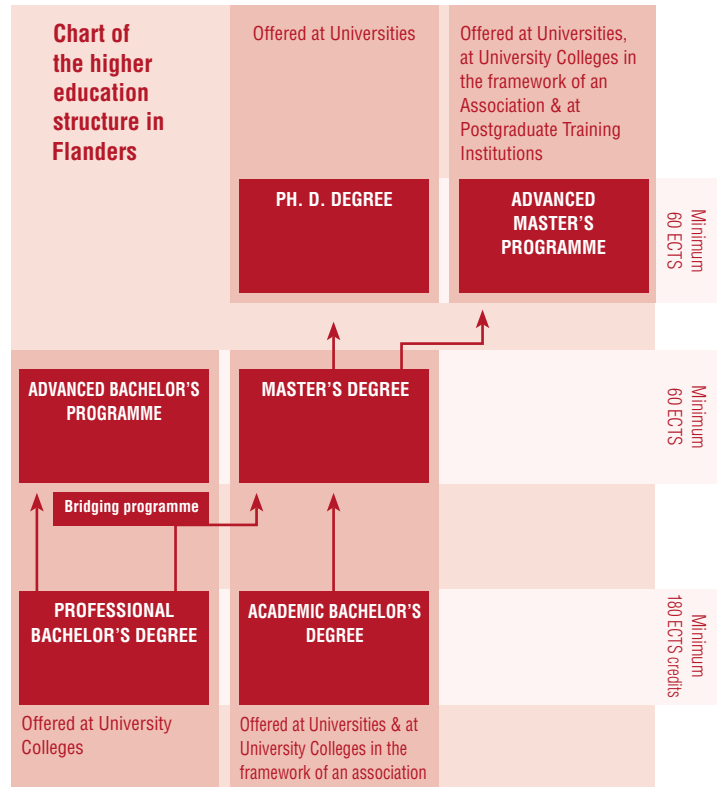 Chart of
the higher
education
structure in
Flanders
Offered at Universities
Offered at Universities,
at University Colleges in
the framework of an
Association & at
Postgraduate Training
Institutions
PH. D. DEGREE
ADVANCED
MASTER'S
PROGRAMME
Minimum
60 ECTS
ADVANCED BACHELOR'S
PROGRAMME
MASTER'S DEGREE
Minimum
60 ECTS
Bridging programme
PROFESSIONAL
BACHELOR'S DEGREE
ACADEMIC BACHELOR'S
DEGREE
Minimum
180 ECTS credits
Offered at University
Colleges
Offered at Universities & at
University Colleges in the
framework of an association